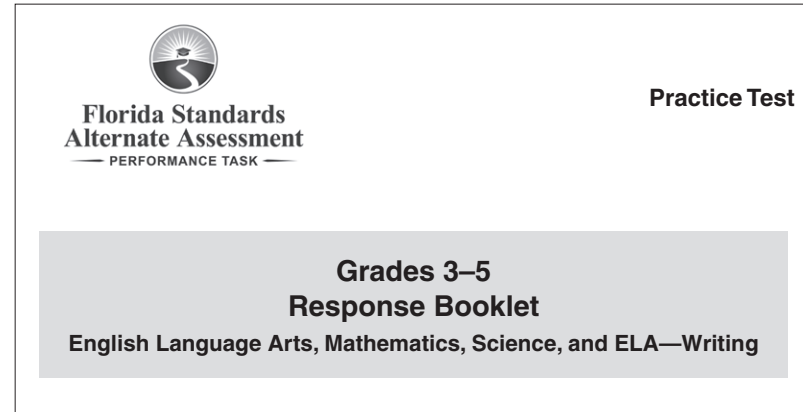 Florida Standards
Alternate Assessment
PERFORMANCE TASK
Practice Test
Grades 3–5
Response Booklet
English Language Arts, Mathematics, Science, and ELA—Writing